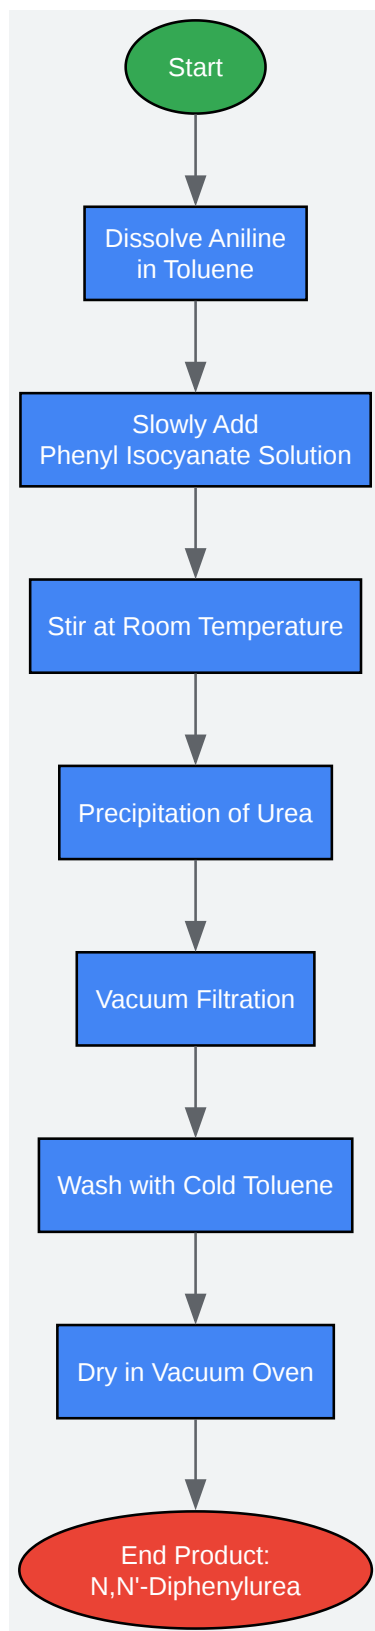 Start
Dissolve Aniline
in Toluene
Slowly Add
Phenyl Isocyanate Solution
Stir at Room Temperature
Precipitation of Urea
Vacuum Filtration
Wash with Cold Toluene
Dry in Vacuum Oven
End Product:
N,N'-Diphenylurea